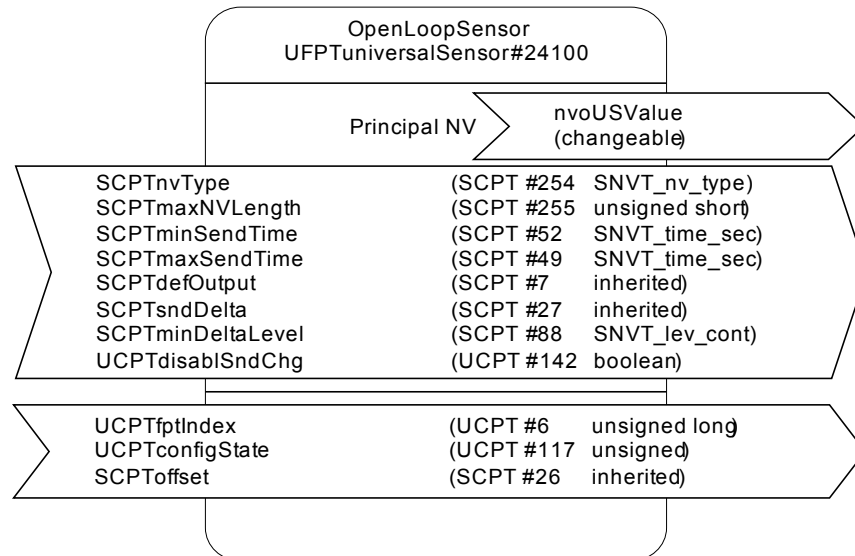 OpenLoopSensor
UFPTuniversalSensor#24100
Principal NV
nvoUSValue
(changeable)
SCPTnvType (SCPT #254 SNVT_nv_type)
SCPTmaxNVLength (SCPT #255 unsigned short)
SCPTminSendTime (SCPT #52 SNVT_time_sec)
SCPTmaxSendTime (SCPT #49 SNVT_time_sec)
SCPTdefOutput (SCPT #7 inherited)
SCPTsndDelta (SCPT #27 inherited)
SCPTminDeltaLevel (SCPT #88 SNVT_lev_cont)
UCPTdisablSndChg (UCPT #142 boolean)
UCPTfptIndex (UCPT #6 unsigned long)
UCPTconfigState (UCPT #117 unsigned)
SCPToffset (SCPT #26 inherited)